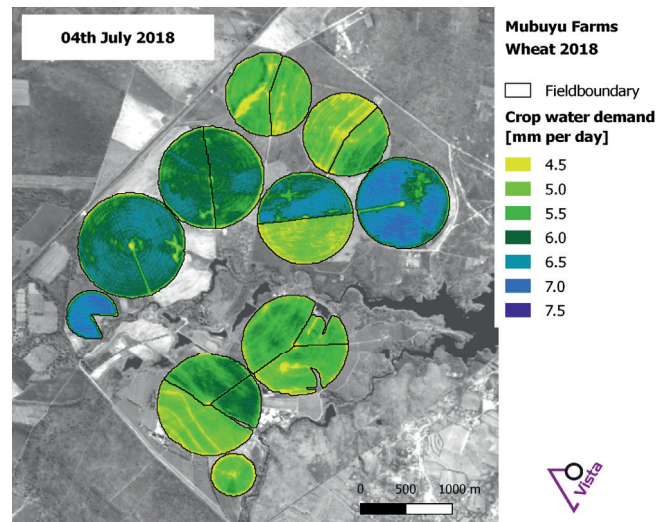 04th July 2018
Mubuyu Farms
Wheat 2018
Fieldboundary
Crop water demand
[mm per day]
4.5
5.0
5.5
6.0
6.5
7.0
7.5
0 500 1000 m
Vista